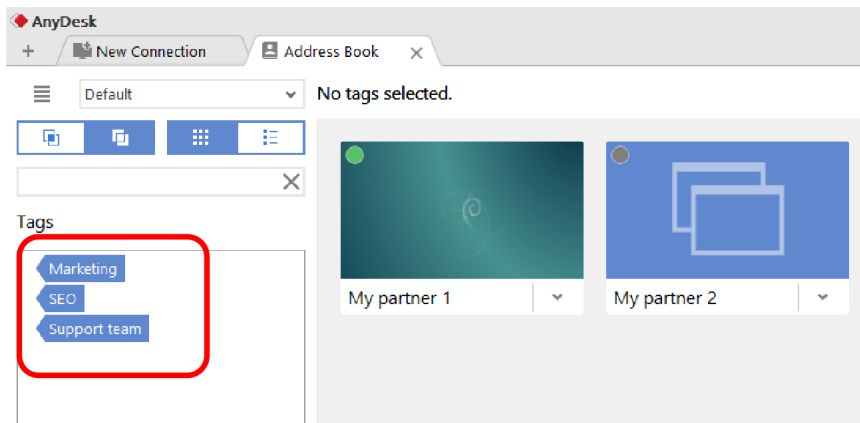 AnyDesk
New Connection
Address Book
Default
No tags selected.
Tags
Marketing
SEO
Support team
My partner 1
My partner 2